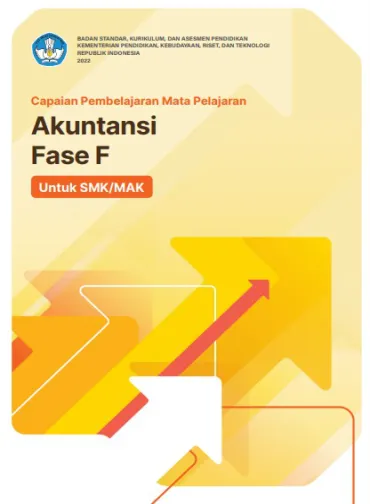 BADAN STANDAR, KURIKULUM, DAN ASESMEN PENDIDIKAN
KEMENTERIAN PENDIDIKAN, KEBUDAYAAN, RISET, DAN TEKNOLOGI
REPUBLIK INDONESIA
2022
Capaian Pembelajaran Mata Pelajaran
Akuntansi
Fase F
Untuk SMK/MAK